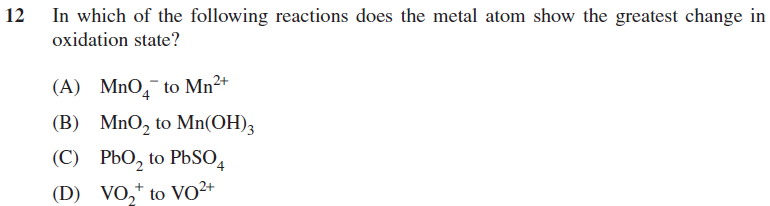 12 In which of the following reactions does the metal atom show the greatest change in
oxidation state?
(A) MnO₄⁻ to Mn²⁺
(B) MnO₂ to Mn(OH)₃
(C) PbO₂ to PbSO₄
(D) VO₂⁺ to VO²⁺